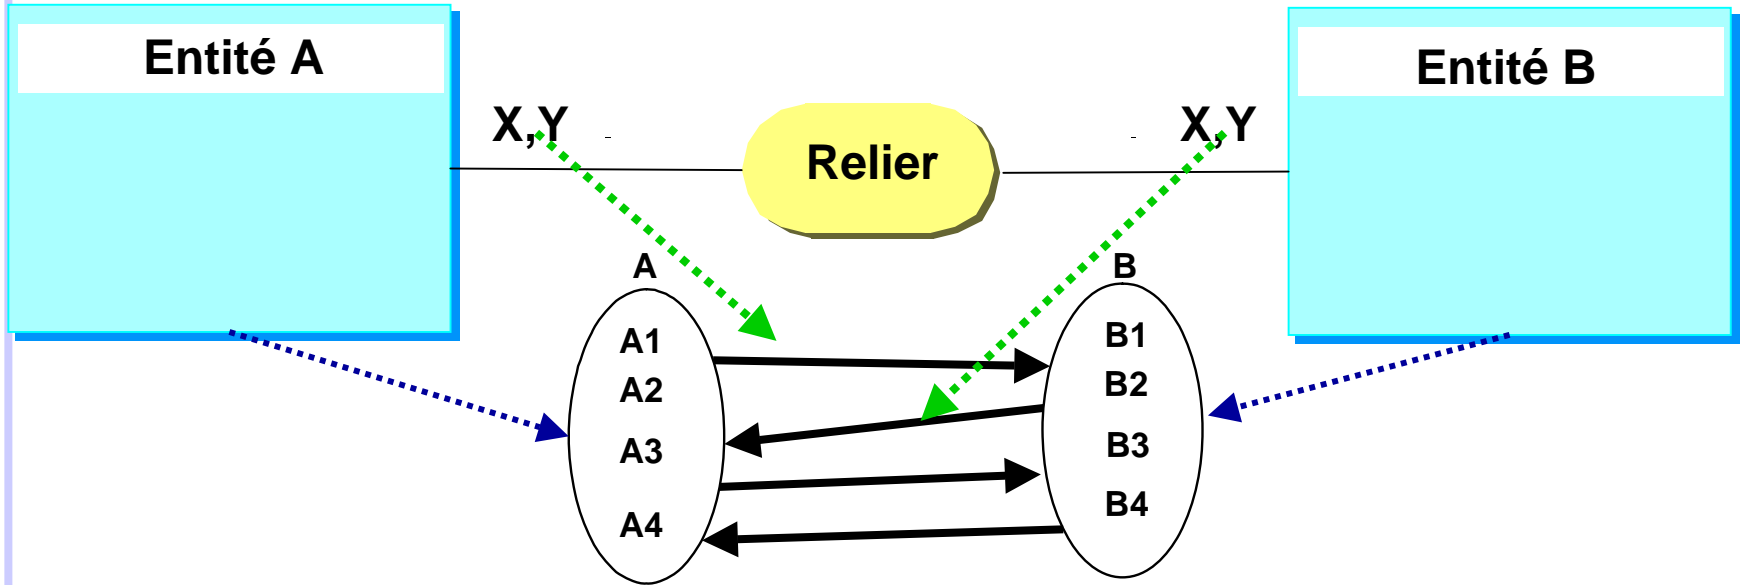 Entité A
Entité B
X,Y
X,Y
Relier
A
B
A1
A2
A3
A4
B1
B2
B3
B4